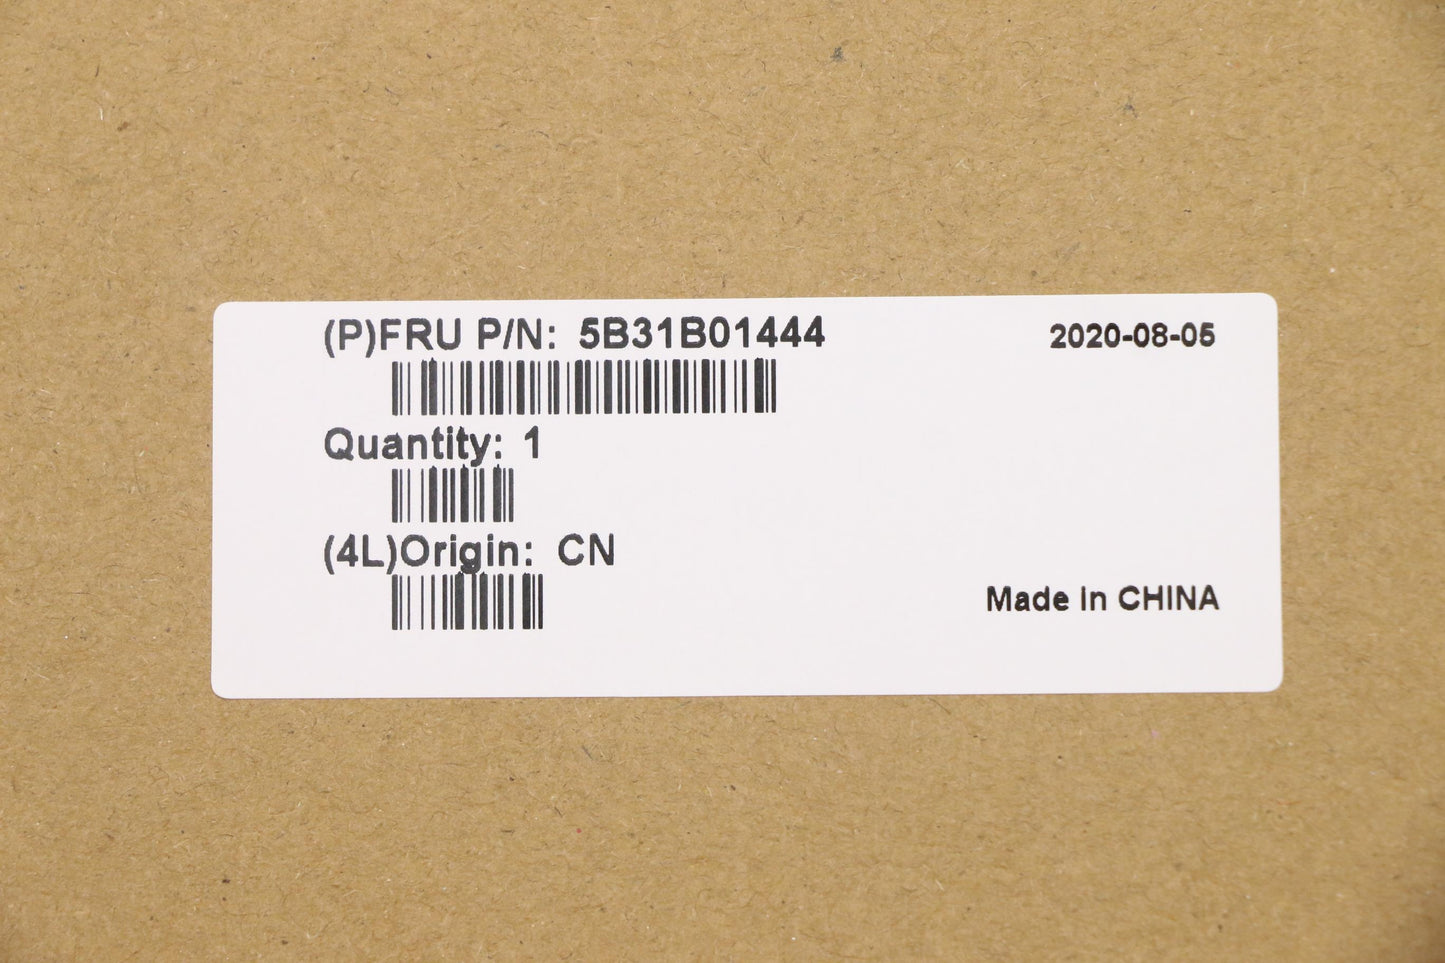 (P)FRU P/N: 5B31B01444 2020-08-05
Quantity: 1
(4L)Origin: CN
Made in CHINA